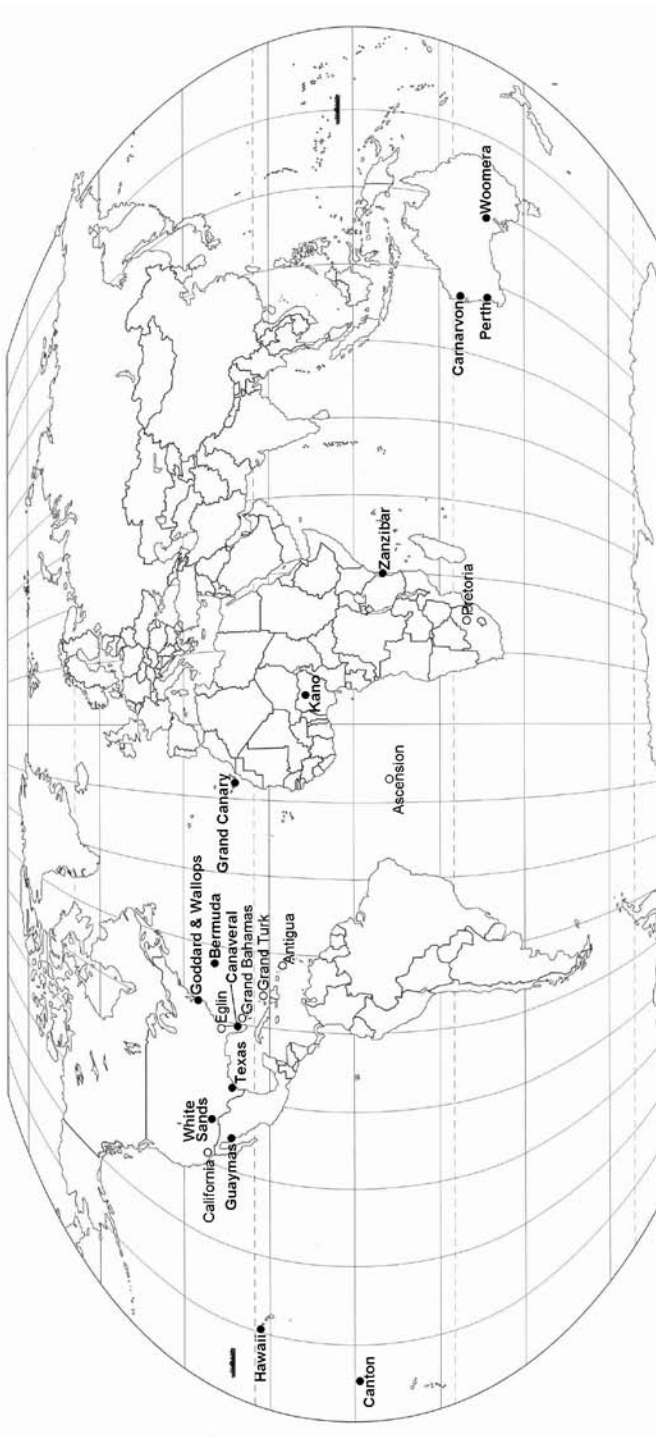 Goddard & Wallops
Bermuda
Eglin
Canaveral
Grand Bahamas
Grand Turk
Antigua
White
Sands
California
Texas
Guaymas
Hawaii
Canton
Grand Canary
Kano
Ascension
Zanzibar
Pretoria
Carnarvon
Perth
Woomera